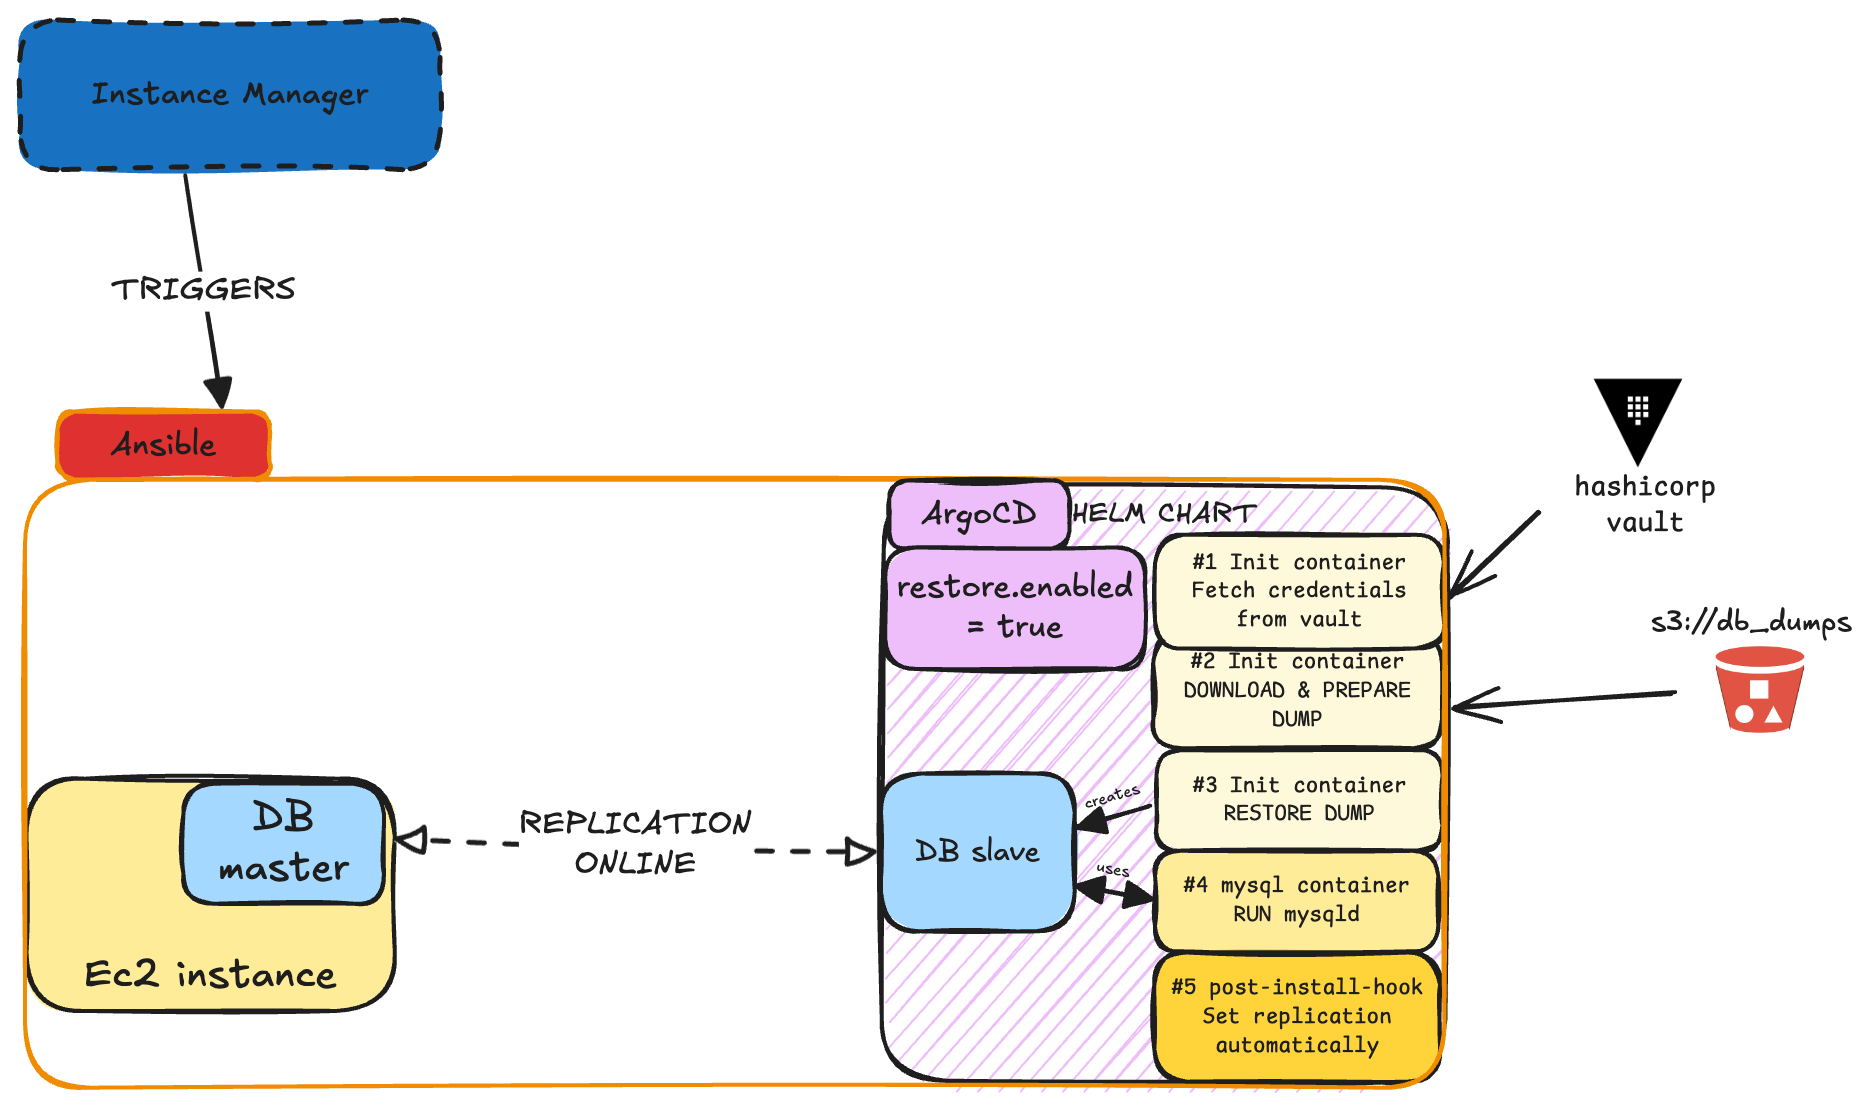 Instance Manager
TRIGGERS
Ansible
ArgoCD
HELM CHART
restore.enabled
= true
#1 Init container
Fetch credentials
from vault
#2 Init container
DOWNLOAD & PREPARE
DUMP
#3 Init container
RESTORE DUMP
#4 mysql container
RUN mysqld
#5 post-install-hook
Set replication
automatically
hashicorp
vault
s3://db_dumps
creates
uses
DB slave
REPLICATION
ONLINE
DB
master
Ec2 instance